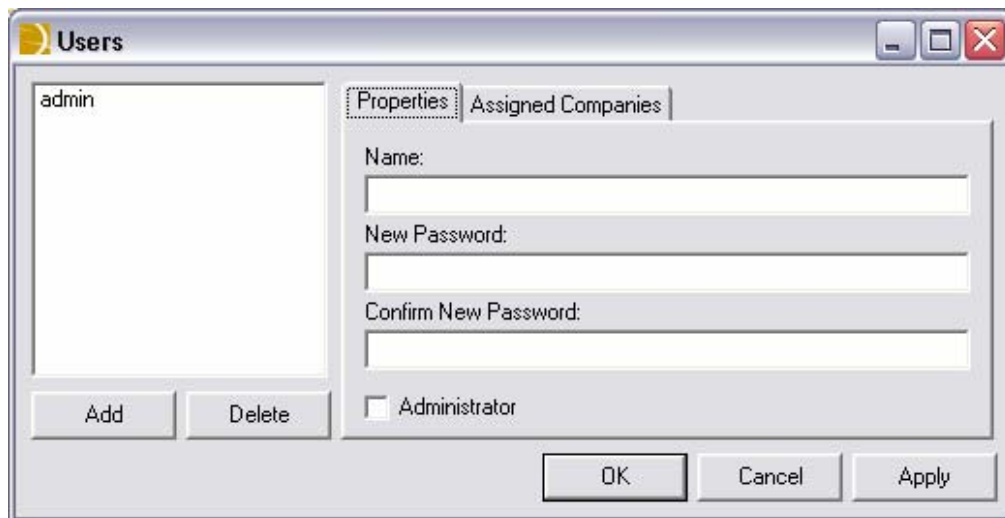 Users
admin
Properties
Assigned Companies
Name:
New Password:
Confirm New Password:
Administrator
Add
Delete
OK
Cancel
Apply